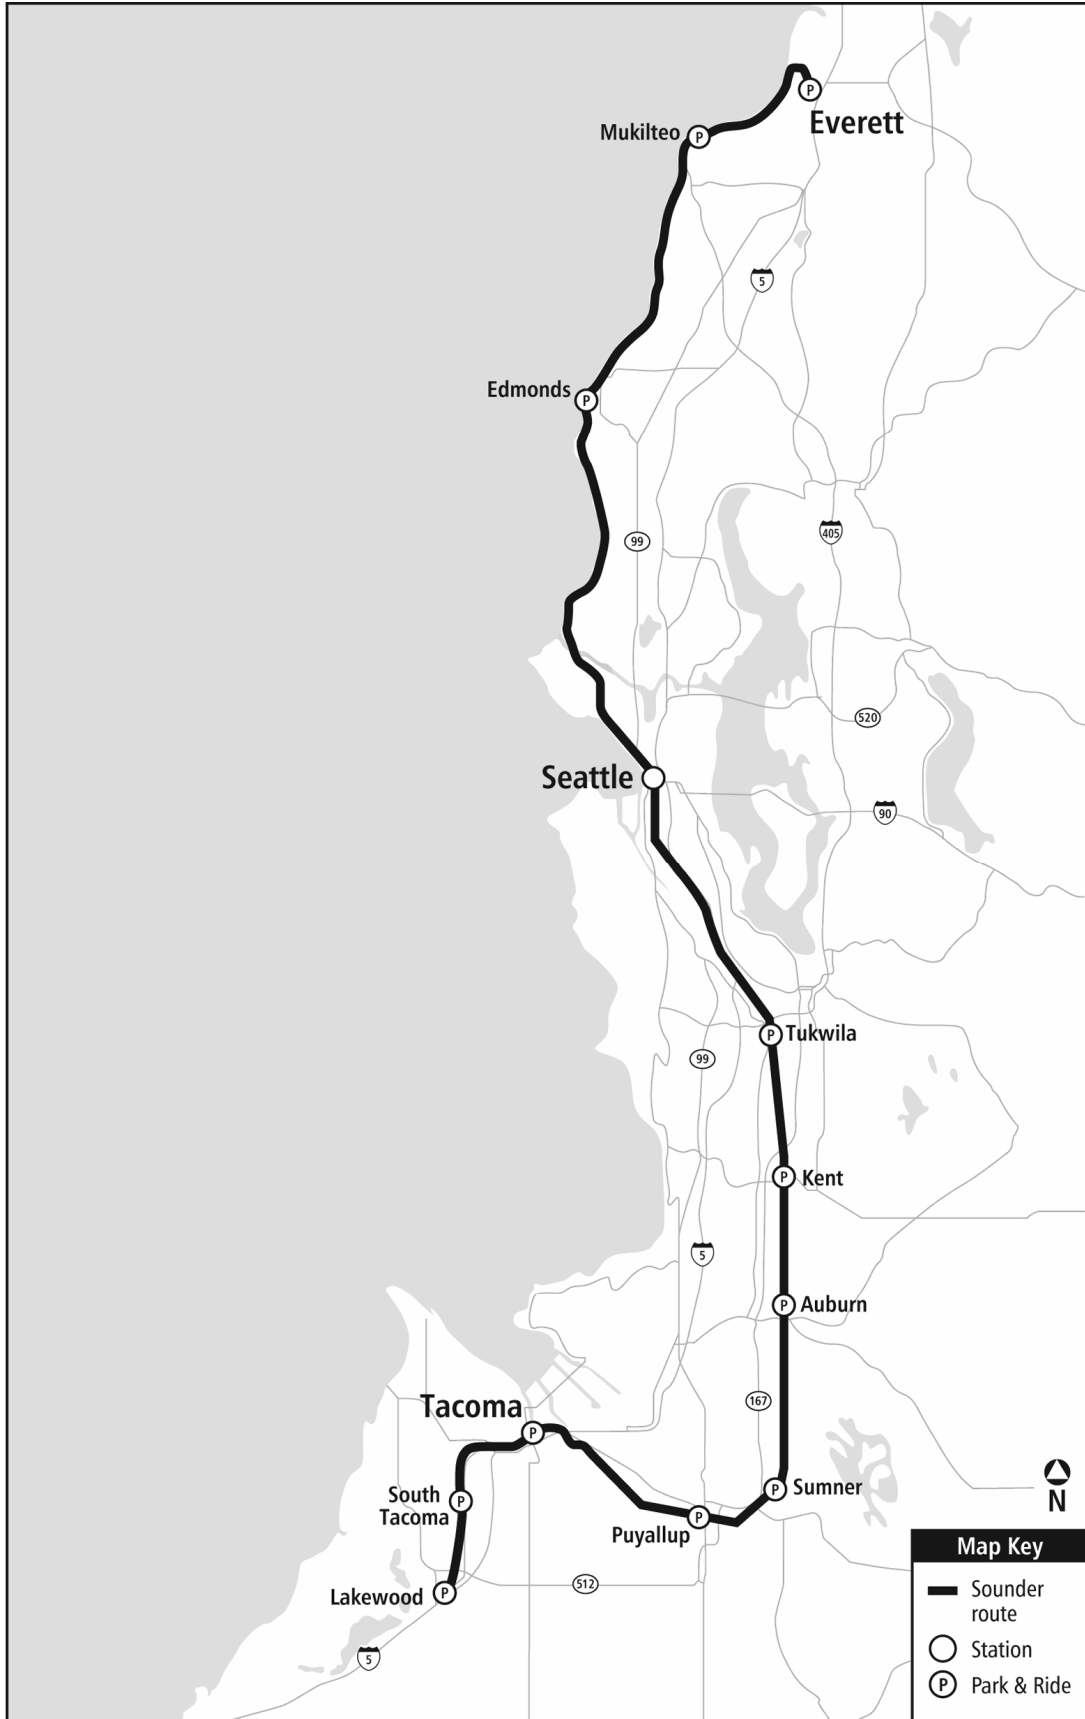 P
Everett
Mukilteo
P
5
Edmonds
P
99
405
520
Seattle
90
P
Tukwila
99
P
Kent
5
P
Auburn
167
Tacoma
P
N
P
Sumner
South
Tacoma
P
P
Puyallup
512
Lakewood
P
5
Map Key
Sounder
route
Station
P
Park & Ride